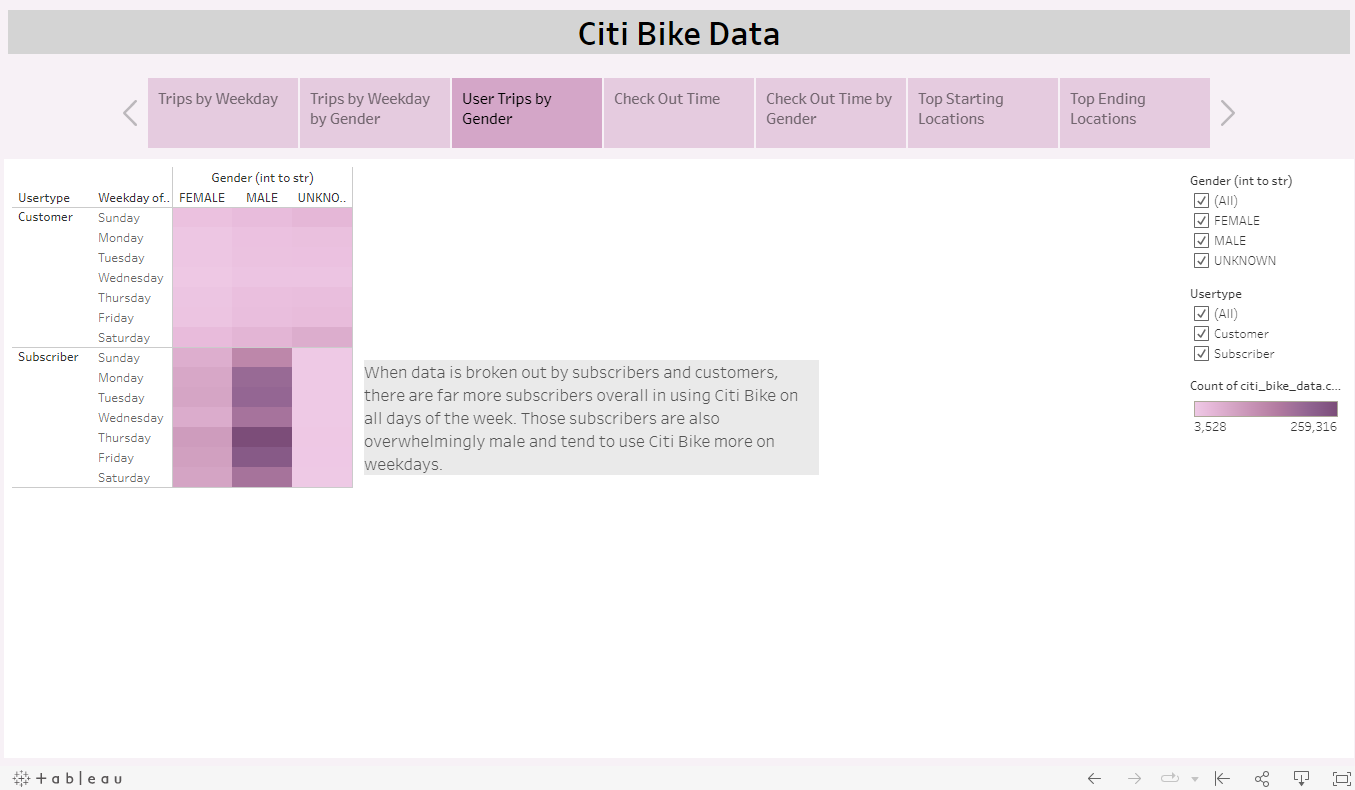 Citi Bike Data
Trips by Weekday
Trips by Weekday
by Gender
User Trips by
Gender
Check Out Time
Check Out Time by
Gender
Top Starting
Locations
Top Ending
Locations
Gender (int to str)
Usertype Weekday of.. FEMALE MALE UNKNO..
Customer Sunday
Monday
Tuesday
Wednesday
Thursday
Friday
Saturday
Subscriber Sunday
Monday
Tuesday
Wednesday
Thursday
Friday
Saturday
When data is broken out by subscribers and customers,
there are far more subscribers overall in using Citi Bike on
all days of the week. Those subscribers are also
overwhelmingly male and tend to use Citi Bike more on
weekdays.
Gender (int to str)
(All)
FEMALE
MALE
UNKNOWN
Usertype
(All)
Customer
Subscriber
Count of citi_bike_data.c...
3,528 259,316
+ableau